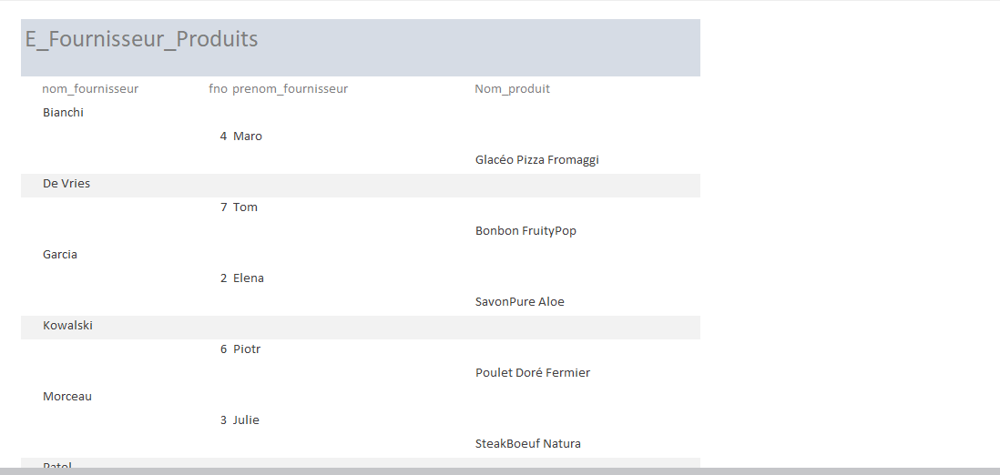 E_Fournisseur_Produits
nom_fournisseur fno prenom_fournisseur Nom_produit
Bianchi
4 Maro
Glacéo Pizza Fromaggi
De Vries
7 Tom
Bonbon FruityPop
Garcia
2 Elena
SavonPure Aloe
Kowalski
6 Piotr
Poulet Doré Fermier
Morceau
3 Julie
SteakBoeuf Natura